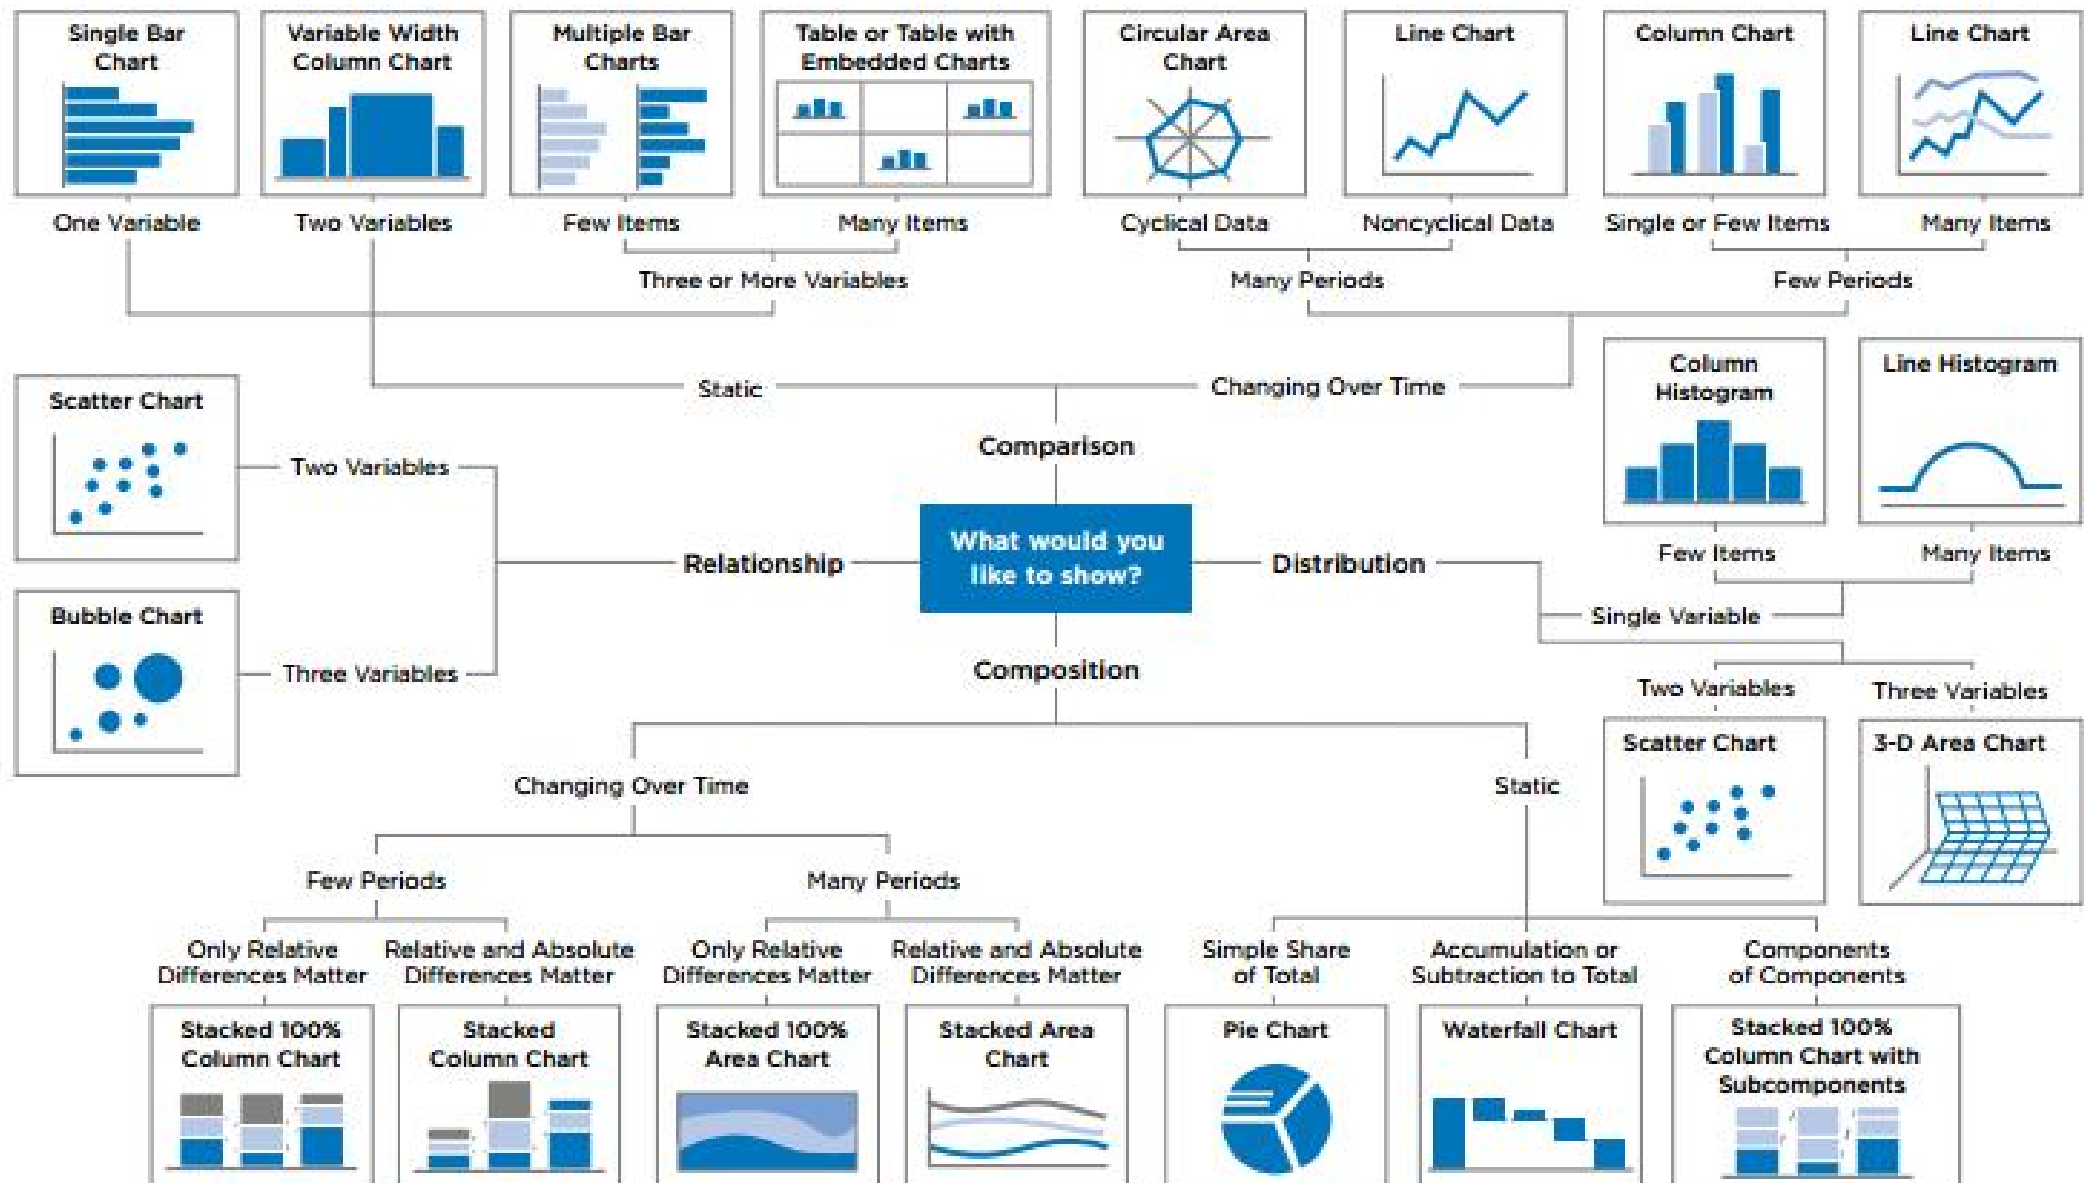 Single Bar
Chart
Variable Width
Column Chart
Multiple Bar
Charts
Table or Table with
Embedded Charts
Circular Area
Chart
Line Chart
Column Chart
Line Chart
One Variable
Two Variables
Few Items
Many Items
Cyclical Data
Noncyclical Data
Single or Few Items
Many Items
Three or More Variables
Many Periods
Few Periods
Static
Changing Over Time
Comparison
Scatter Chart
Two Variables
Column
Histogram
Line Histogram
Few Items
Many Items
Relationship
What would you
like to show?
Distribution
Single Variable
Bubble Chart
Three Variables
Composition
Two Variables
Three Variables
Scatter Chart
3-D Area Chart
Changing Over Time
Static
Few Periods
Many Periods
Only Relative
Differences Matter
Relative and Absolute
Differences Matter
Only Relative
Differences Matter
Relative and Absolute
Differences Matter
Simple Share
of Total
Accumulation or
Subtraction to Total
Components
of Components
Stacked 100%
Column Chart
Stacked
Column Chart
Stacked 100%
Area Chart
Stacked Area
Chart
Pie Chart
Waterfall Chart
Stacked 100%
Column Chart with
Subcomponents